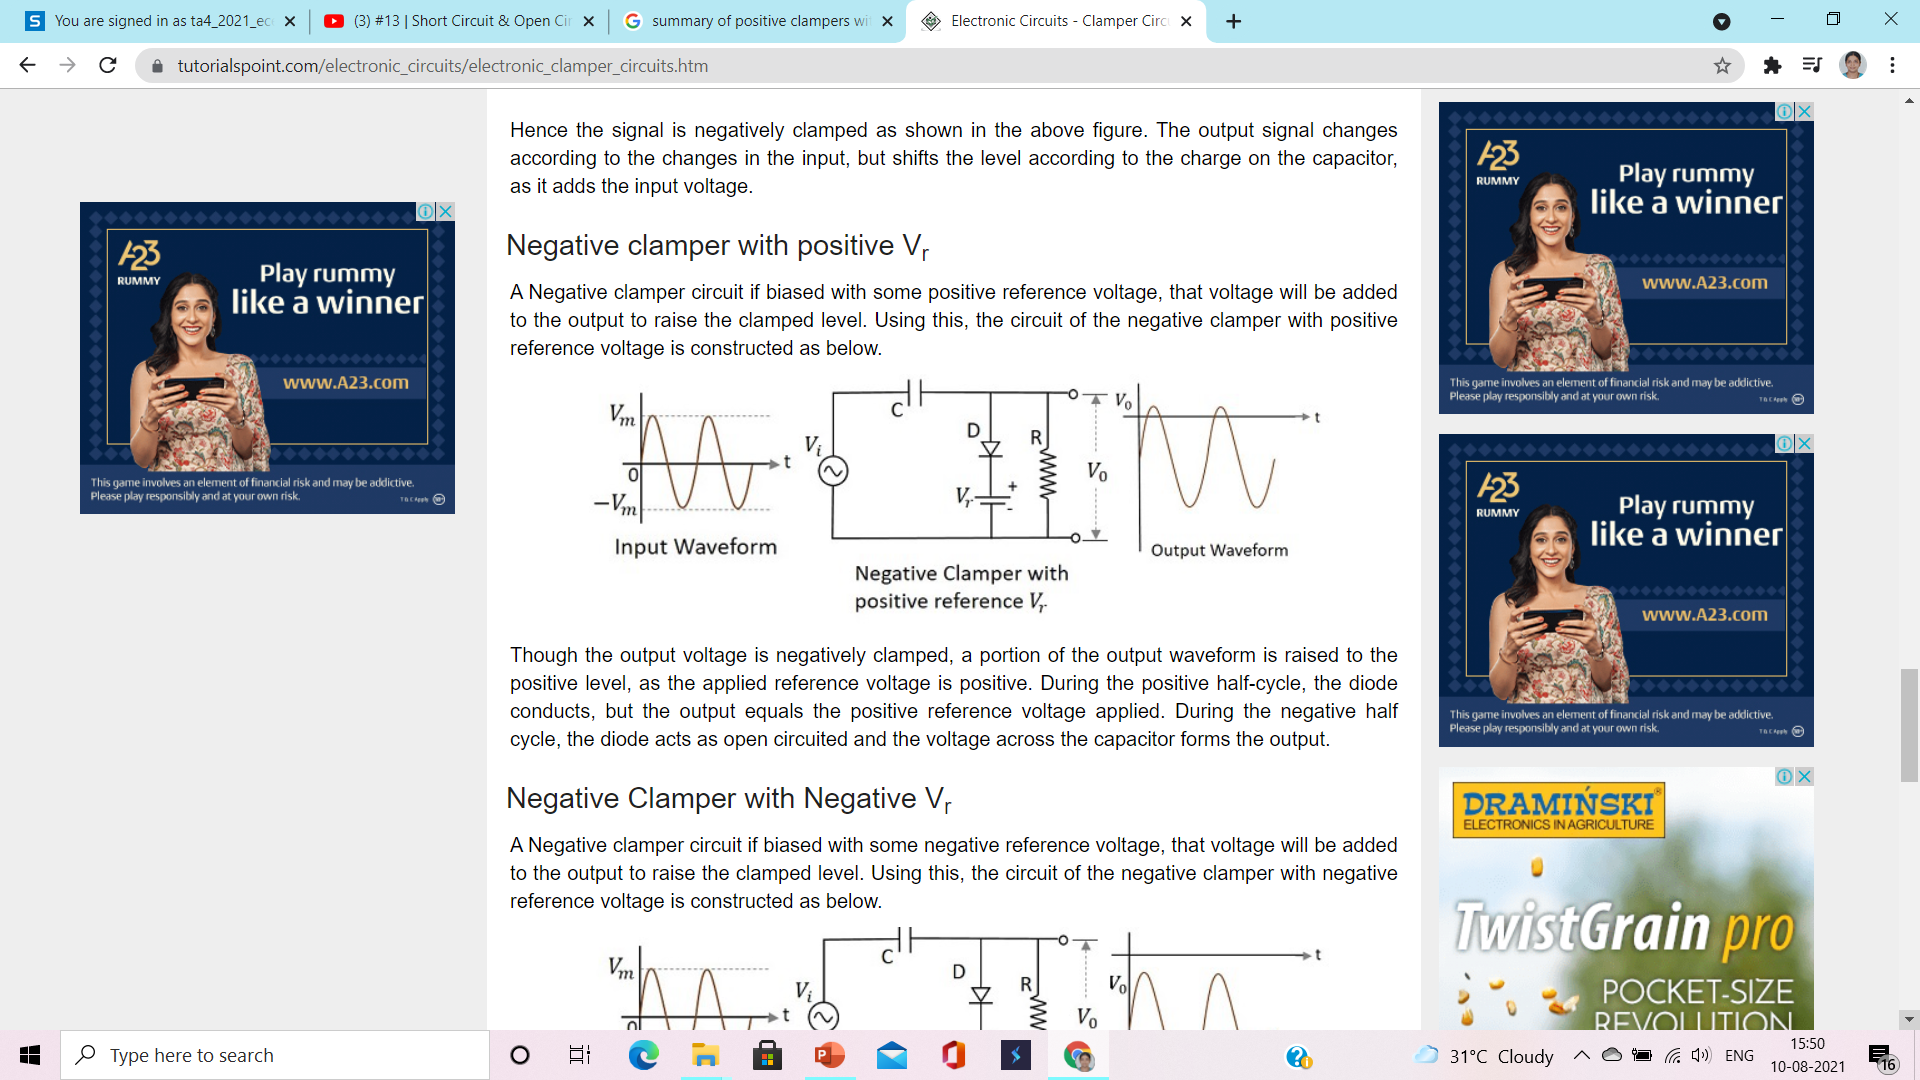 You are signed in as ta4_2021_ec
(3) #13 | Short Circuit & Open Ci
summary of positive clampers wi
Electronic Circuits - Clamper Circ
tutorialspoint.com/electronic_circuits/electronic_clamper_circuits.htm
Hence the signal is negatively clamped as shown in the above figure. The output signal changes
according to the changes in the input, but shifts the level according to the charge on the capacitor,
as it adds the input voltage.
Negative clamper with positive Vr
A Negative clamper circuit if biased with some positive reference voltage, that voltage will be added
to the output to raise the clamped level. Using this, the circuit of the negative clamper with positive
reference voltage is constructed as below.
Vm
0
−Vm
t
Input Waveform
Vi
C
D
R
Vr
+
-
V0
V0
t
Output Waveform
Negative Clamper with
positive reference Vr
Though the output voltage is negatively clamped, a portion of the output waveform is raised to the
positive level, as the applied reference voltage is positive. During the positive half-cycle, the diode
conducts, but the output equals the positive reference voltage applied. During the negative half
cycle, the diode acts as open circuited and the voltage across the capacitor forms the output.
Negative Clamper with Negative Vr
A Negative clamper circuit if biased with some negative reference voltage, that voltage will be added
to the output to raise the clamped level. Using this, the circuit of the negative clamper with negative
reference voltage is constructed as below.
Vm
0
t
Vi
C
D
R
V0
V0
t
A23
RUMMY
Play rummy
like a winner
www.A23.com
This game involves an element of financial risk and may be addictive.
Please play responsibly and at your own risk.
T & C Apply
A23
RUMMY
Play rummy
like a winner
www.A23.com
This game involves an element of financial risk and may be addictive.
Please play responsibly and at your own risk.
T & C Apply
A23
RUMMY
Play rummy
like a winner
www.A23.com
This game involves an element of financial risk and may be addictive.
Please play responsibly and at your own risk.
T & C Apply
DRAMIŃSKI®
ELECTRONICS IN AGRICULTURE
TwistGrain pro
POCKET-SIZE
REVOLUTION
Type here to search
31°C Cloudy
ENG
15:50
10-08-2021
16